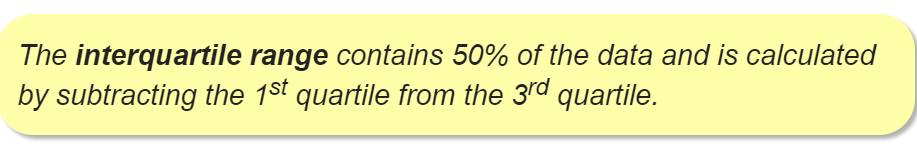 The interquartile range contains 50% of the data and is calculated
by subtracting the 1st quartile from the 3rd quartile.